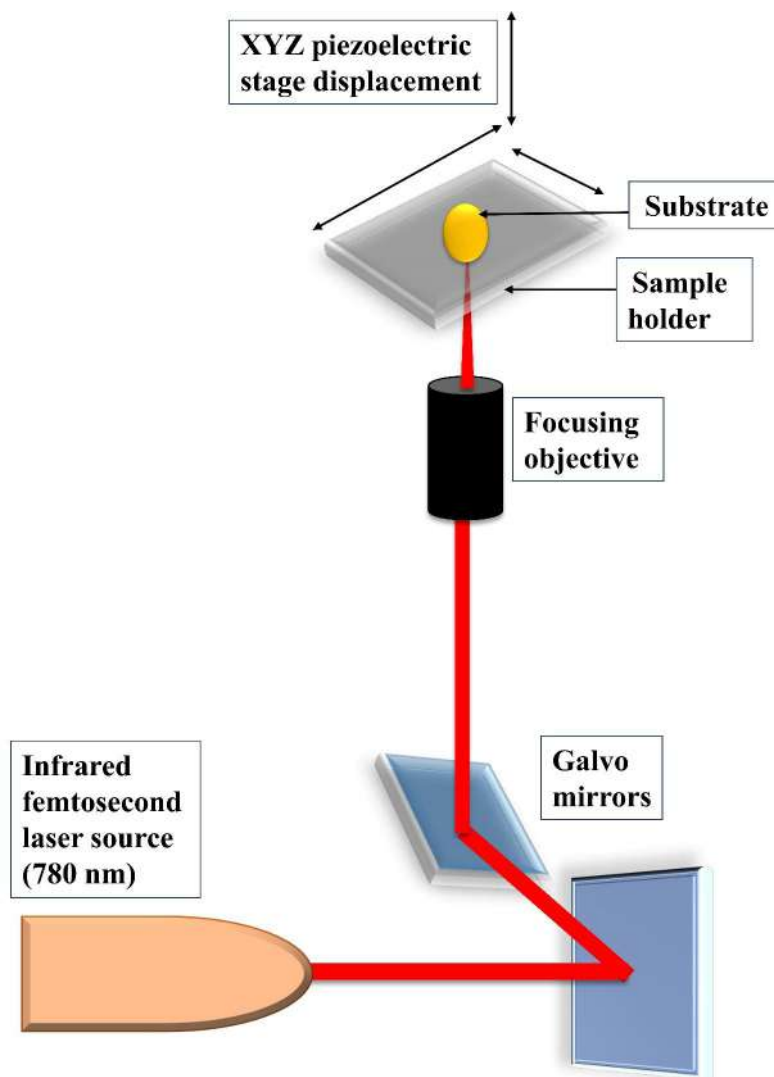 XYZ piezoelectric
stage displacement
Substrate
Sample
holder
Focusing
objective
Galvo
mirrors
Infrared
femtosecond
laser source
(780 nm)